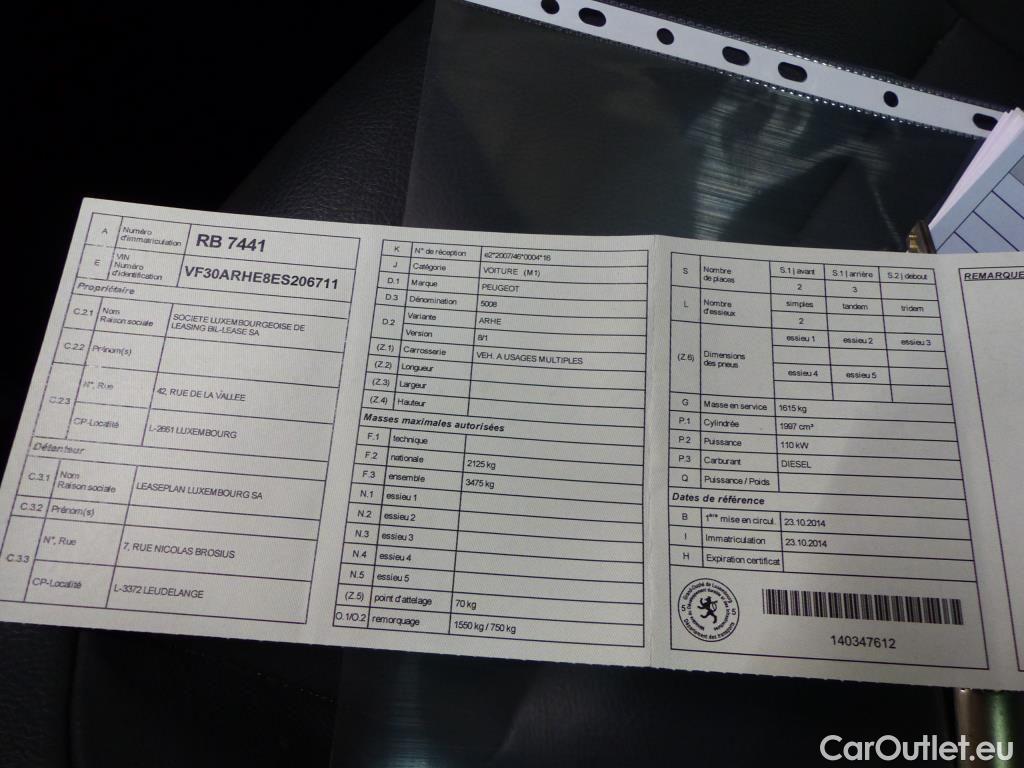 A Numéro d'immatriculation RB 7441
E VIN Numéro d'identification VF30ARHE8ES206711
Propriétaire
C.2.1 Nom Raison sociale SOCIETE LUXEMBOURGEOISE DE LEASING BIL-LEASE SA
C.2.2 Prénom(s)
C.2.3 N°, Rue 42, RUE DE LA VALLEE
CP-Localité L-2661 LUXEMBOURG
Détenteur
C.3.1 Nom Raison sociale LEASEPLAN LUXEMBOURG SA
C.3.2 Prénom(s)
C.3.3 N°, Rue 7, RUE NICOLAS BROSIUS
CP-Localité L-3372 LEUDELANGE
K N° de réception e2*2007/46*0004*16
J Catégorie VOITURE (M1)
D.1 Marque PEUGEOT
D.3 Dénomination 5008
D.2 Variante ARHE
Version 8/1
(Z.1) Carrosserie VEH. A USAGES MULTIPLES
(Z.2) Longueur
(Z.3) Largeur
(Z.4) Hauteur
Masses maximales autorisées
F.1 technique
F.2 nationale 2125 kg
F.3 ensemble 3475 kg
N.1 essieu 1
N.2 essieu 2
N.3 essieu 3
N.4 essieu 4
N.5 essieu 5
(Z.5) point d'attelage 70 kg
O.1/O.2 remorquage 1550 kg / 750 kg
S Nombre de places S.1 | avant S.1 | arrière S.2 | debout
2 3
L Nombre d'essieux simples tandem tridem
2
(Z.6) Dimensions des pneus essieu 1 essieu 2 essieu 3
essieu 4 essieu 5
G Masse en service 1615 kg
P.1 Cylindrée 1997 cm³
P.2 Puissance 110 kW
P.3 Carburant DIESEL
Q Puissance / Poids
Dates de référence
B 1ère mise en circul. 23.10.2014
I Immatriculation 23.10.2014
H Expiration certificat
Grand-Duché de Luxembourg
Département des transports
5 5
140347612
REMARQUE
CarOutlet.eu